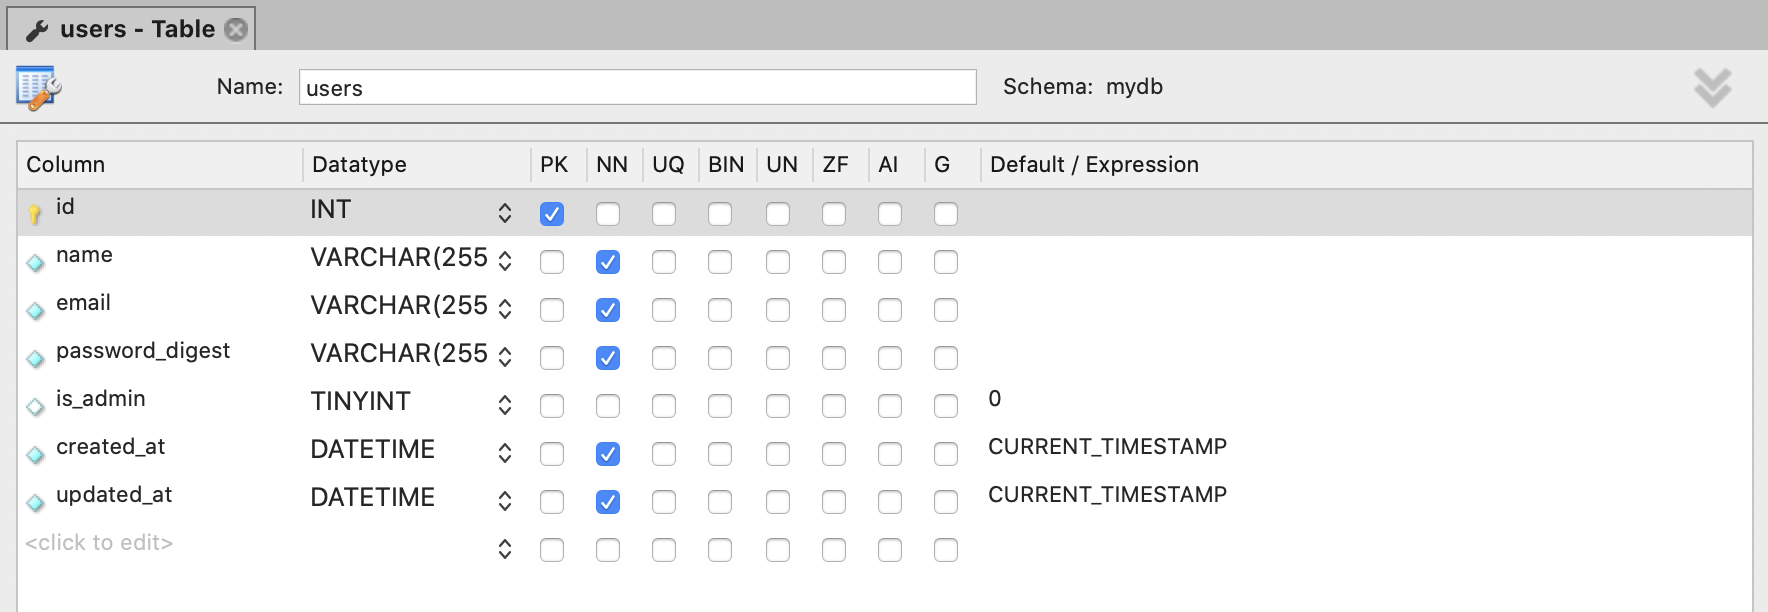 users - Table
Name: users Schema: mydb
Column Datatype PK NN UQ BIN UN ZF AI G Default / Expression
id INT
name VARCHAR(255
email VARCHAR(255
password_digest VARCHAR(255
is_admin TINYINT 0
created_at DATETIME CURRENT_TIMESTAMP
updated_at DATETIME CURRENT_TIMESTAMP
<click to edit>